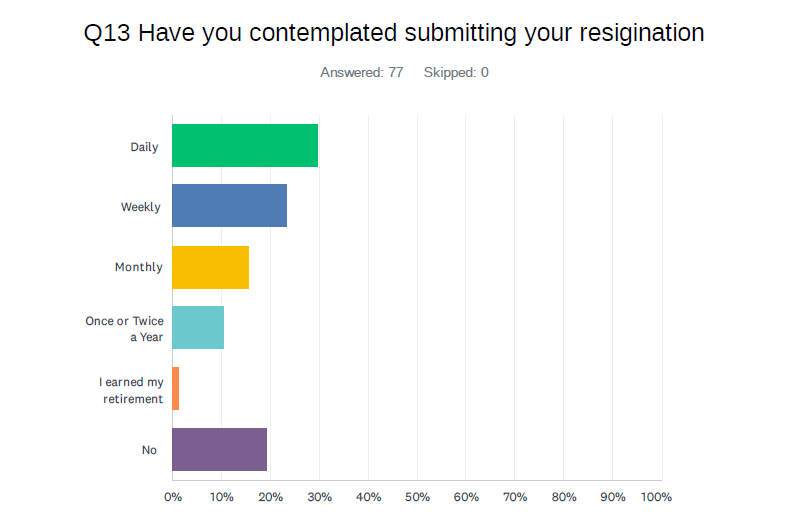 Q13 Have you contemplated submitting your resigination
Answered: 77 Skipped: 0
Daily
Weekly
Monthly
Once or Twice
a Year
I earned my
retirement
No
0% 10% 20% 30% 40% 50% 60% 70% 80% 90% 100%